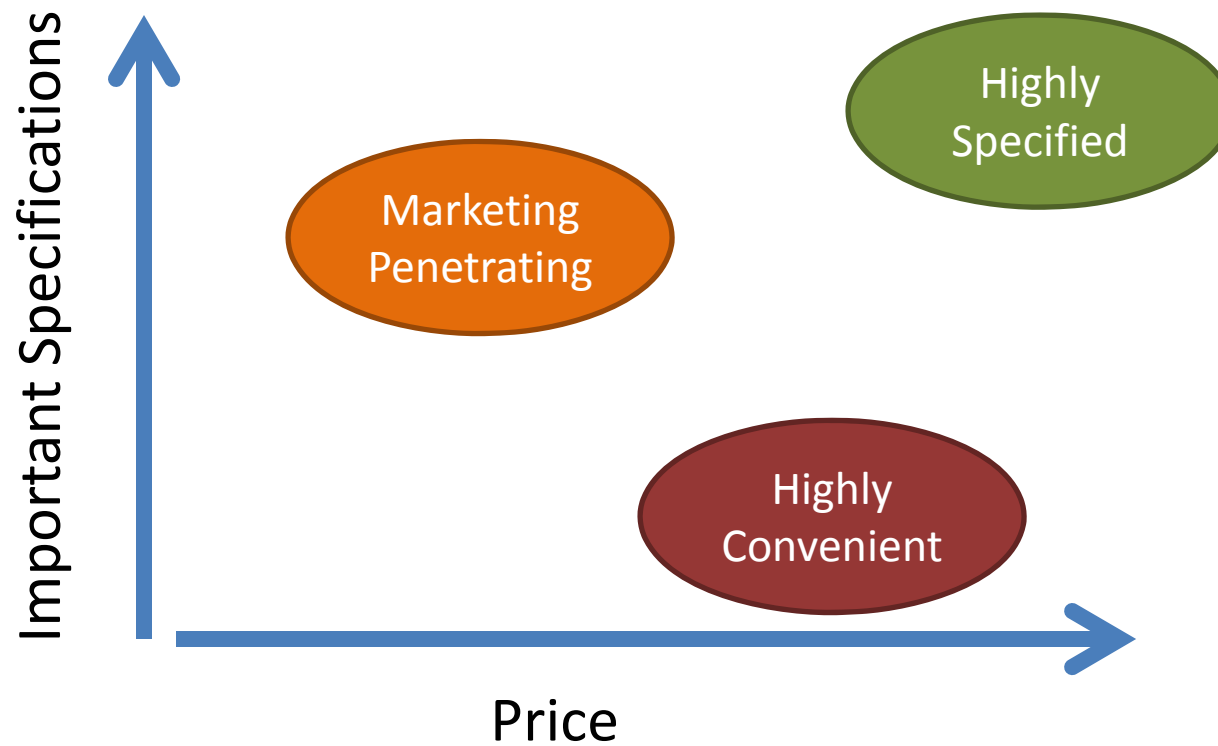 Important Specifications
Highly
Specified
Marketing
Penetrating
Highly
Convenient
Price